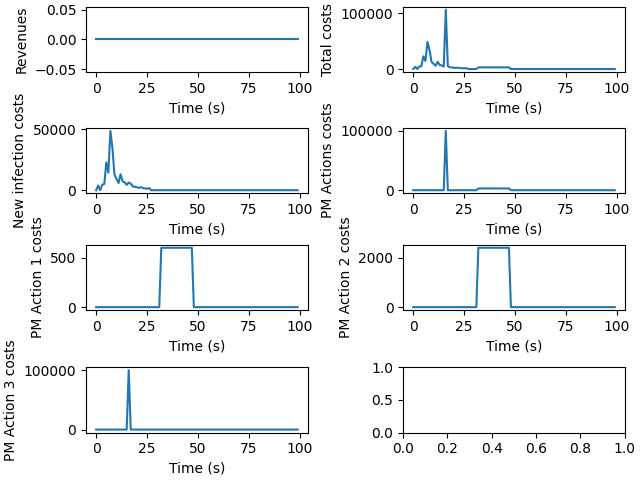 Revenues
0.05
0.00
−0.05
0 25 50 75 100
Time (s)
Total costs
100000
0
0 25 50 75 100
Time (s)
New infection costs
50000
0
0 25 50 75 100
Time (s)
PM Actions costs
100000
0
0 25 50 75 100
Time (s)
PM Action 1 costs
500
0
0 25 50 75 100
Time (s)
PM Action 2 costs
2000
0
0 25 50 75 100
Time (s)
PM Action 3 costs
100000
0
0 25 50 75 100
Time (s)
1.0
0.5
0.0
0.0 0.2 0.4 0.6 0.8 1.0